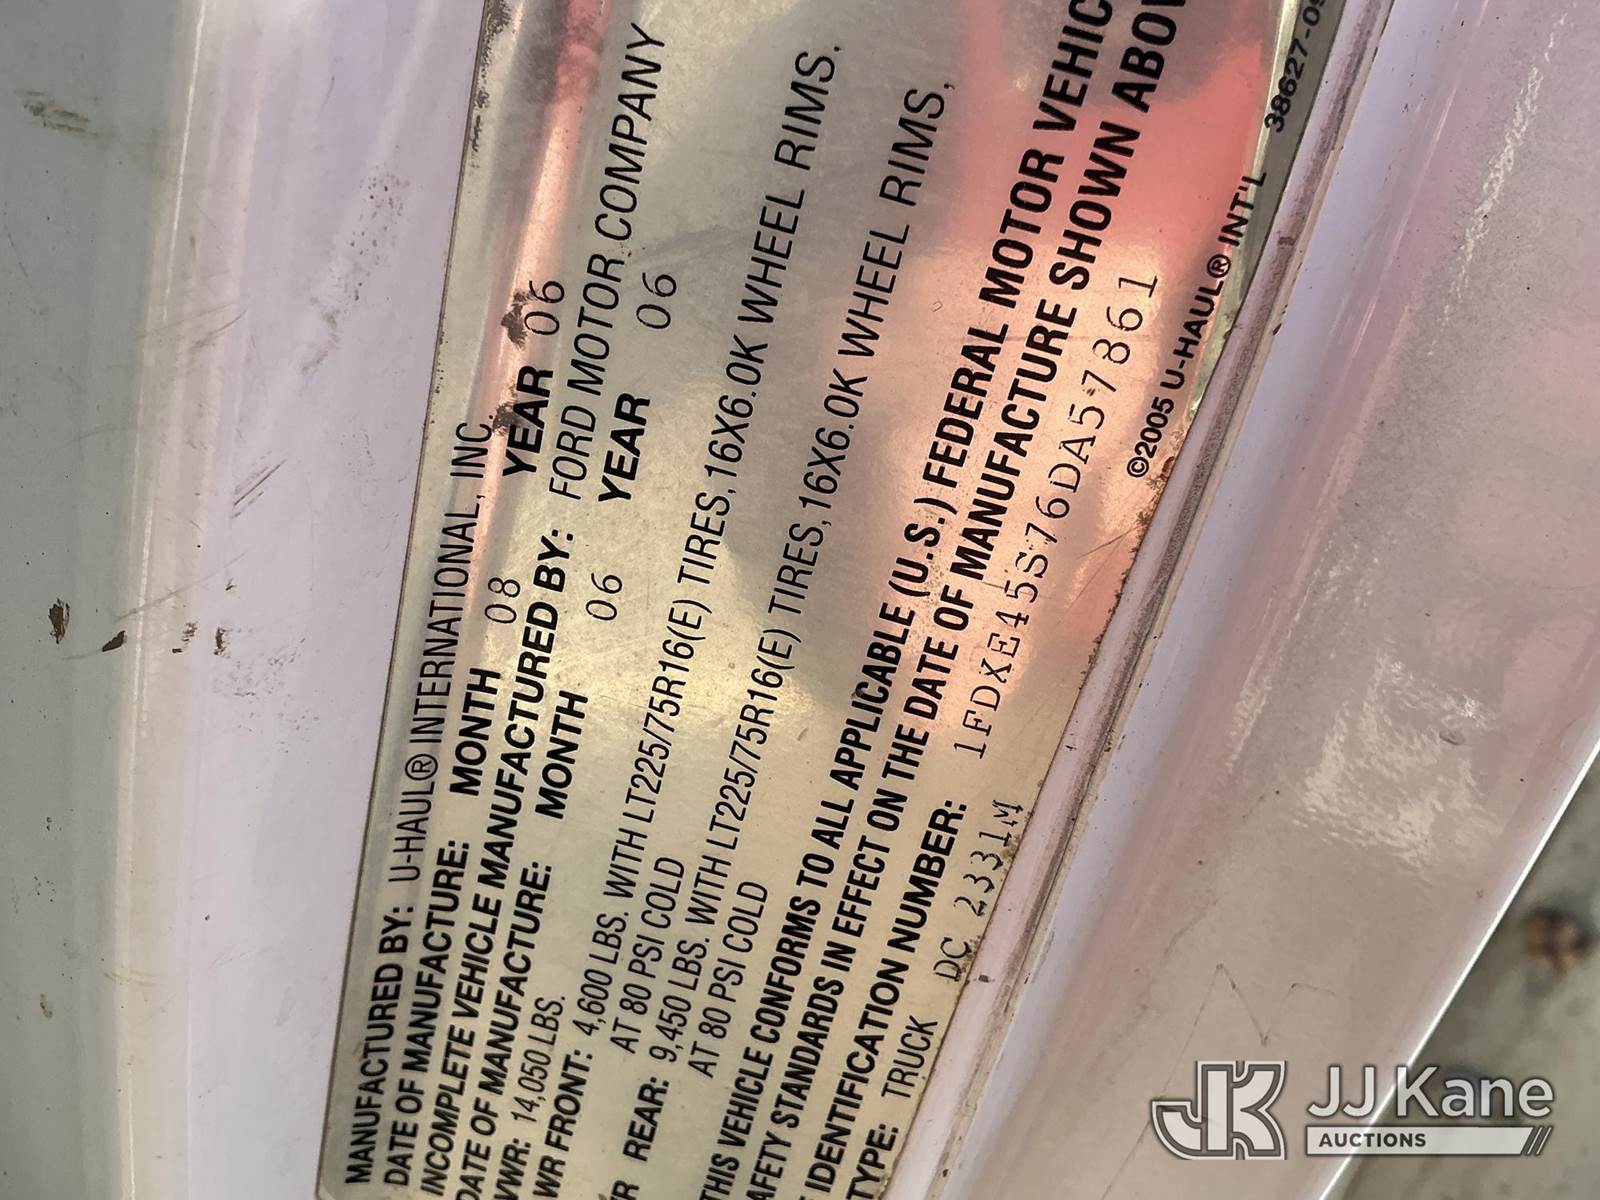 MANUFACTURED BY: U-HAUL® INTERNATIONAL, INC.
DATE OF MANUFACTURE: MONTH 08 YEAR 06
INCOMPLETE VEHICLE MANUFACTURED BY: FORD MOTOR COMPANY
DATE OF MANUFACTURE: MONTH 06 YEAR 06
VWR: 14,050 LBS.
WR FRONT: 4,600 LBS. WITH LT225/75R16(E) TIRES, 16X6.0K WHEEL RIMS.
AT 80 PSI COLD
R REAR: 9,450 LBS. WITH LT225/75R16(E) TIRES, 16X6.0K WHEEL RIMS,
AT 80 PSI COLD
THIS VEHICLE CONFORMS TO ALL APPLICABLE (U.S.) FEDERAL MOTOR VEHIC
AFETY STANDARDS IN EFFECT ON THE DATE OF MANUFACTURE SHOWN ABOV
IDENTIFICATION NUMBER: 1FDXE45S76DA57861
TYPE: TRUCK DC 2331M
©2005 U-HAUL® INT'L 38627-09
JK JJ Kane
AUCTIONS